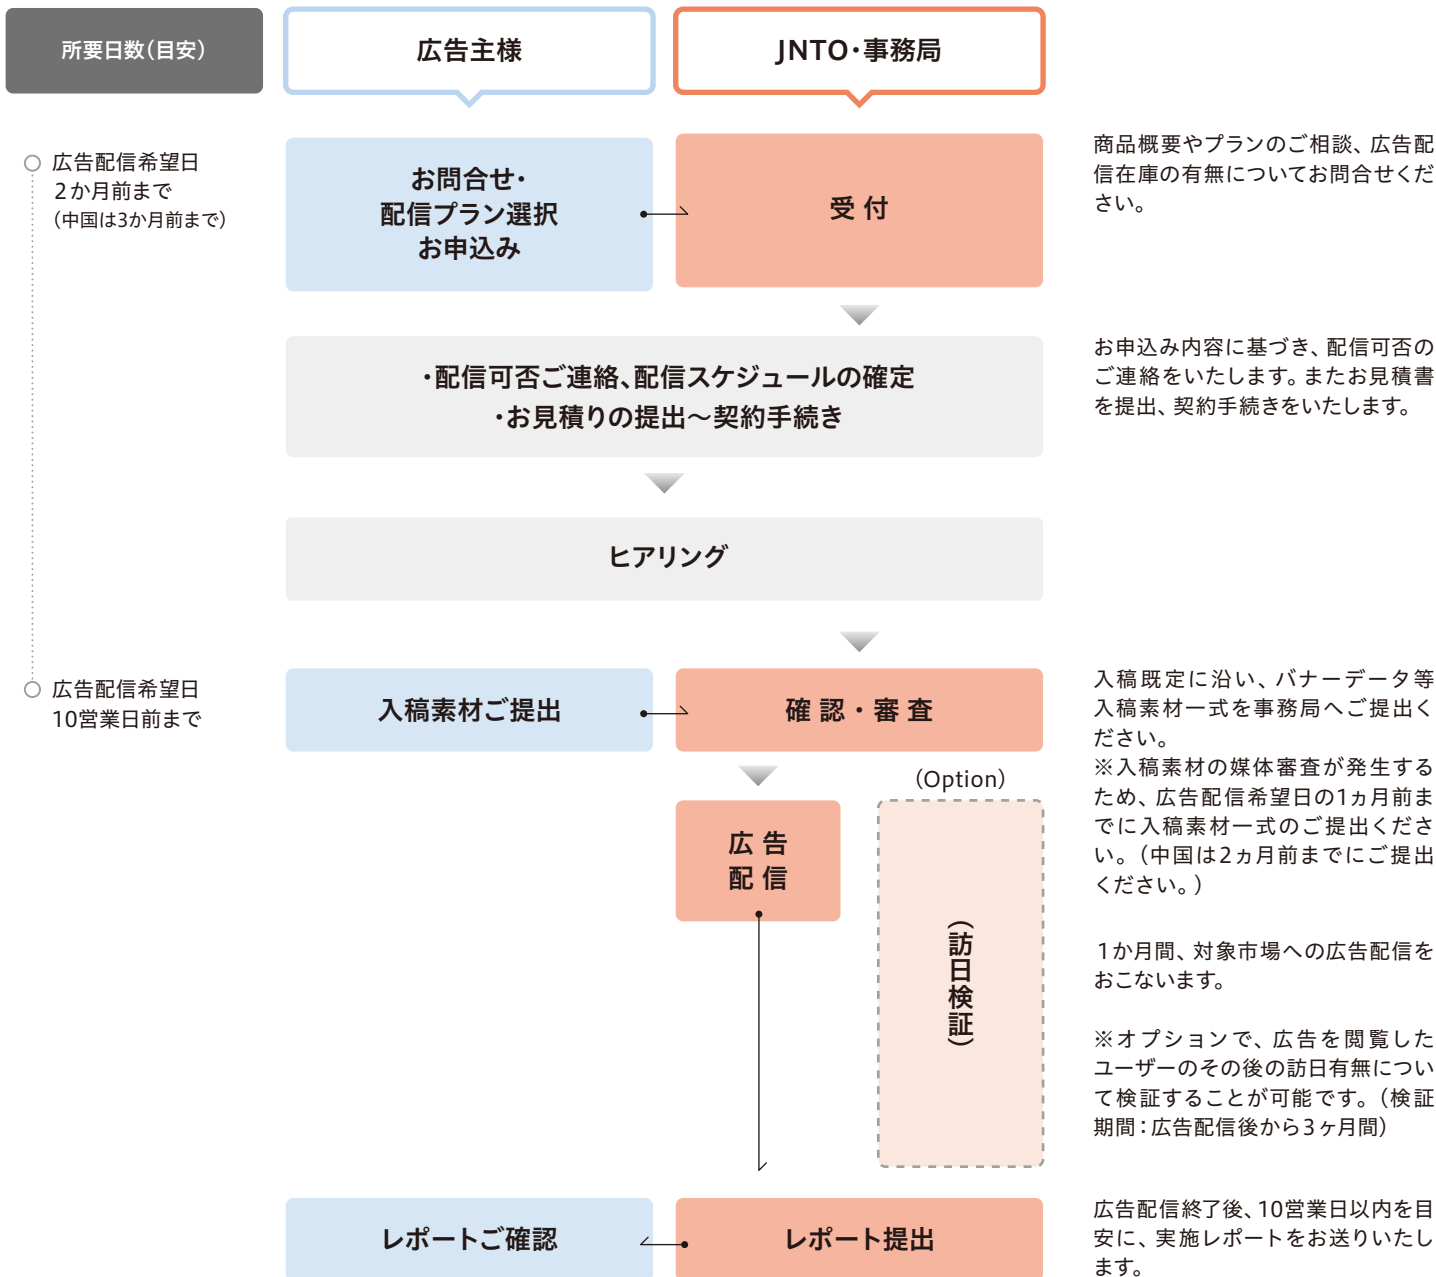 所要日数(目安)
広告主様
JNTO・事務局
広告配信希望日
2か月前まで
(中国は3か月前まで)
お問合せ・
配信プラン選択
お申込み
受付
商品概要やプランのご相談、広告配
信在庫の有無についてお問合せくだ
さい。
・配信可否ご連絡、配信スケジュールの確定
・お見積りの提出〜契約手続き
お申込み内容に基づき、配信可否の
ご連絡をいたします。またお見積書
を提出、契約手続きをいたします。
ヒアリング
広告配信希望日
10営業日前まで
入稿素材ご提出
確認・審査
入稿既定に沿い、バナーデータ等
入稿素材一式を事務局へご提出く
ださい。
※入稿素材の媒体審査が発生する
ため、広告配信希望日の1ヵ月前ま
でに入稿素材一式のご提出くださ
い。(中国は2ヵ月前までにご提出
ください。)
(Option)
広告
配信
(訪日検証)
1か月間、対象市場への広告配信を
おこないます。
※オプションで、広告を閲覧した
ユーザーのその後の訪日有無につい
て検証することが可能です。(検証
期間:広告配信後から3ヶ月間)
レポートご確認
レポート提出
広告配信終了後、10営業日以内を目
安に、実施レポートをお送りいたし
ます。